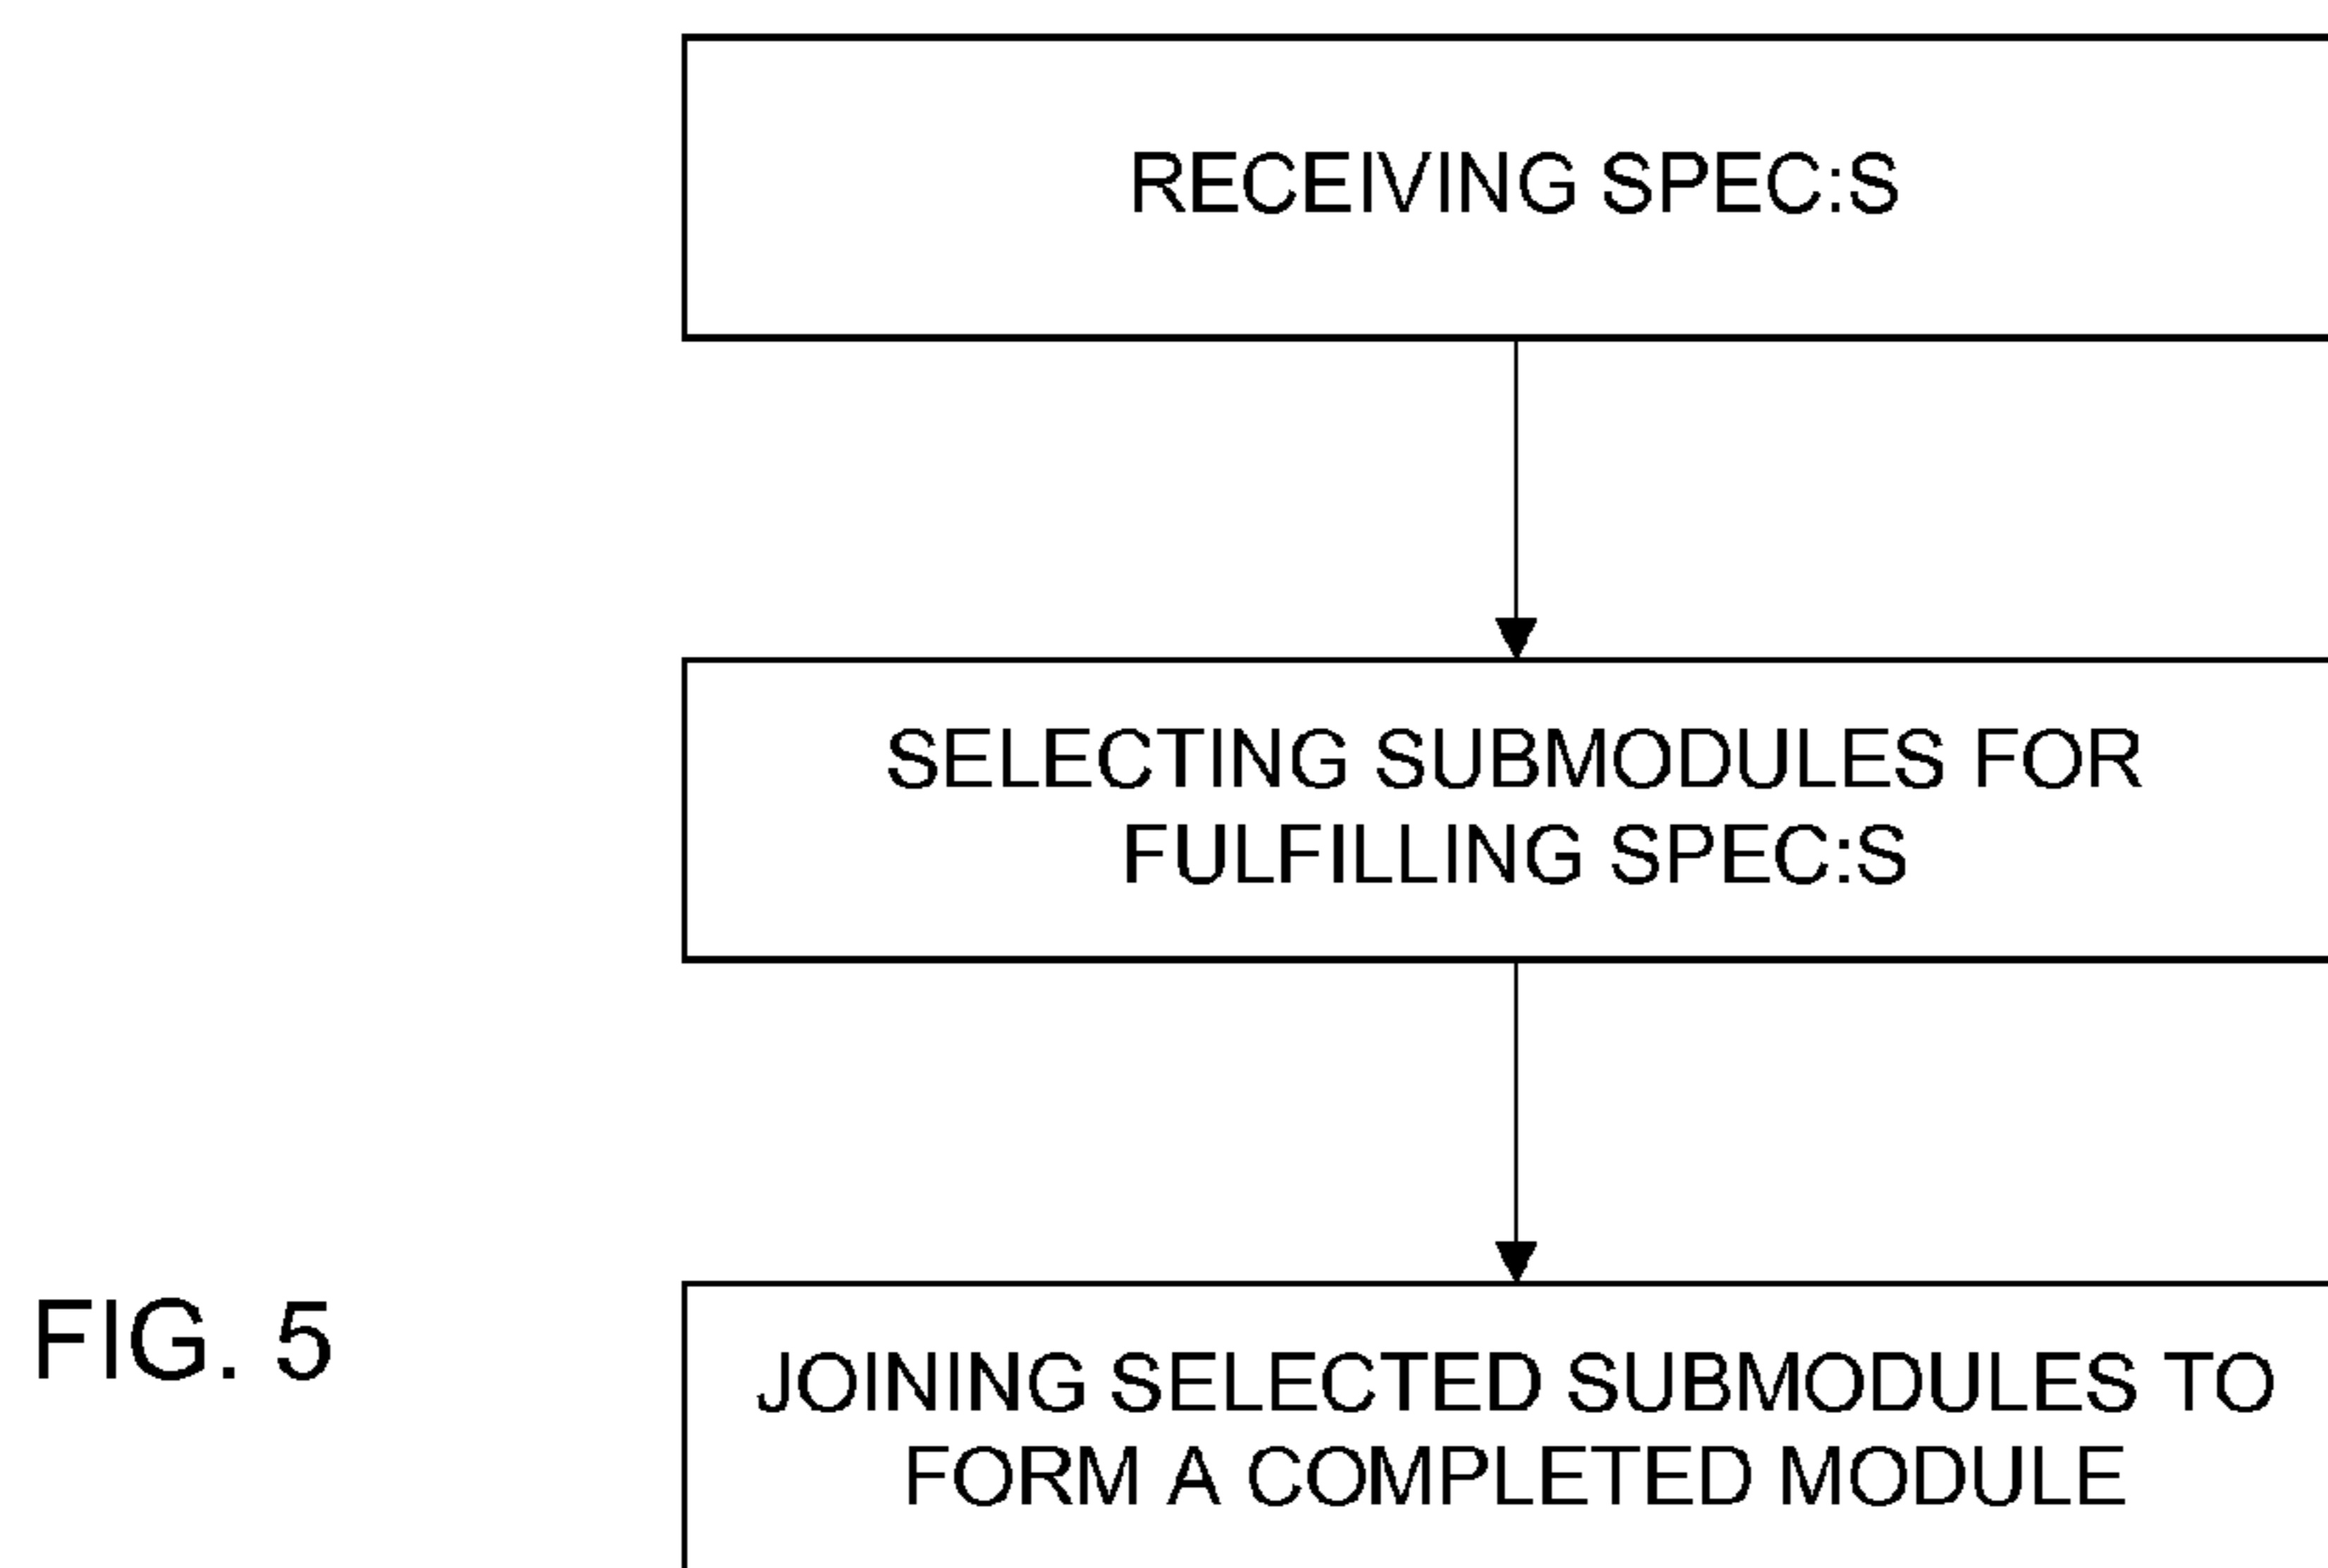 RECEIVING SPEC:S
SELECTING SUBMODULES FOR
FULFILLING SPEC:S
FIG. 5
JOINING SELECTED SUBMODULES TO
FORM A COMPLETED MODULE